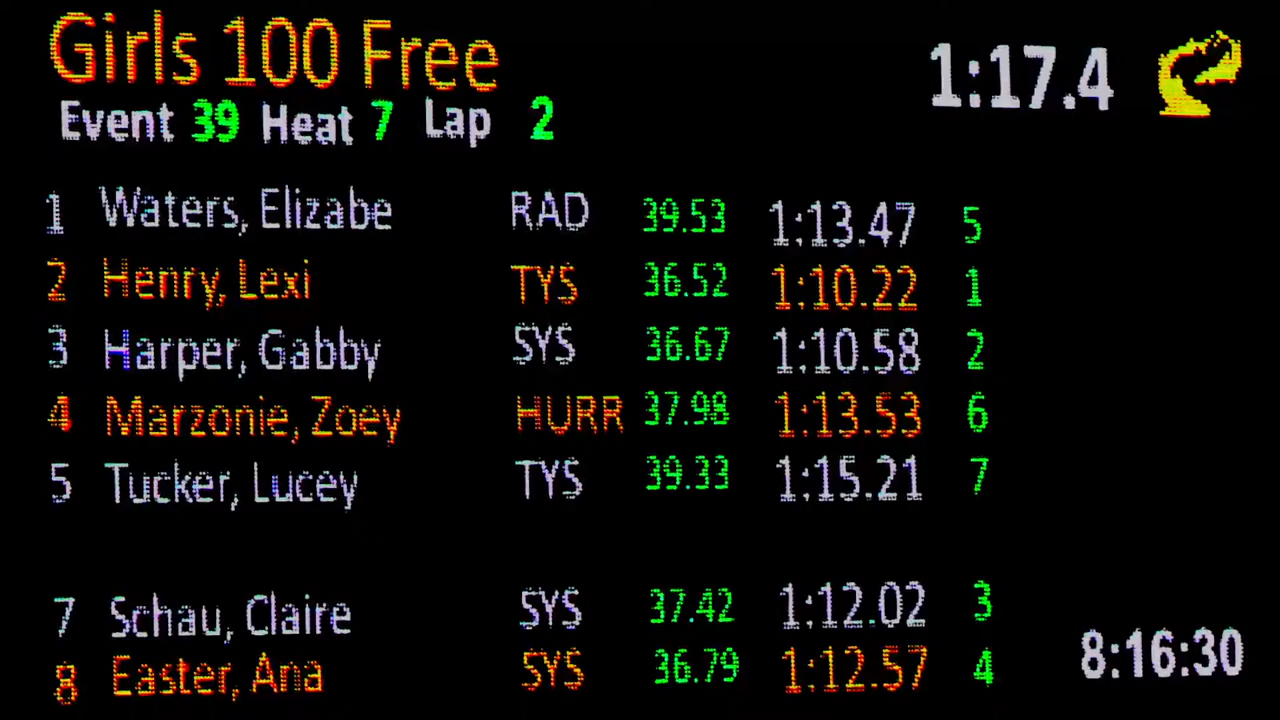 Girls 100 Free 1:17.4
Event 39 Heat 7 Lap 2
1 Waters, Elizabe RAD 39.53 1:13.47 5
2 Henry, Lexi TYS 36.52 1:10.22 1
3 Harper, Gabby SYS 36.67 1:10.58 2
4 Marzonie, Zoey HURR 37.98 1:13.53 6
5 Tucker, Lucey TYS 39.33 1:15.21 7
7 Schau, Claire SYS 37.42 1:12.02 3
8 Easter, Ana SYS 36.79 1:12.57 4
8:16:30